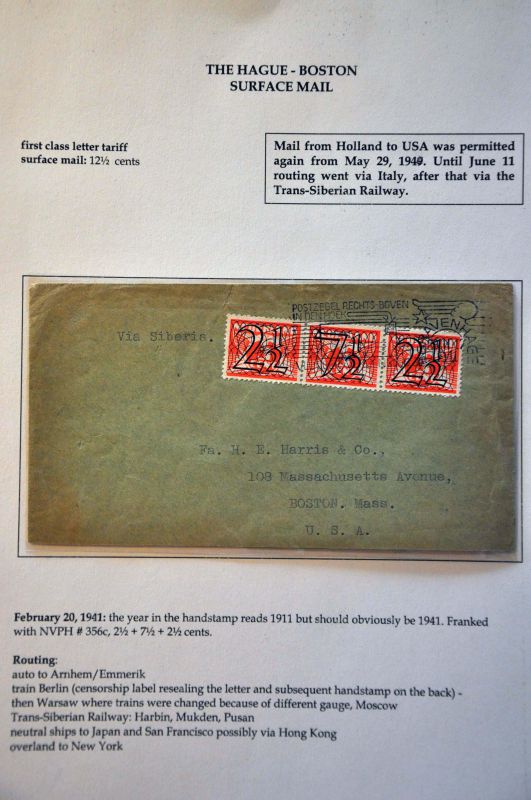 THE HAGUE - BOSTON
SURFACE MAIL
first class letter tariff
surface mail: 12½ cents
Mail from Holland to USA was permitted
again from May 29, 1940. Until June 11
routing went via Italy, after that via the
Trans-Siberian Railway.
POSTZEGEL RECHTS-BOVEN
IN DEN HOEK
Via Siberia.
2½ 7½ 2½
Fa. H. E. Harris & Co.,
108 Massachusetts Avenue,
BOSTON. Mass.
U. S. A.
February 20, 1941: the year in the handstamp reads 1911 but should obviously be 1941. Franked
with NVPH # 356c, 2½ + 7½ + 2½ cents.
Routing:
auto to Arnhem/Emmerik
train Berlin (censorship label resealing the letter and subsequent handstamp on the back) -
then Warsaw where trains were changed because of different gauge, Moscow
Trans-Siberian Railway: Harbin, Mukden, Pusan
neutral ships to Japan and San Francisco possibly via Hong Kong
overland to New York